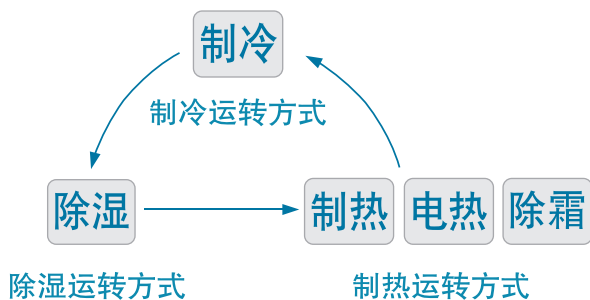 制冷
制冷运转方式
除湿
制热 电热 除霜
除湿运转方式
制热运转方式